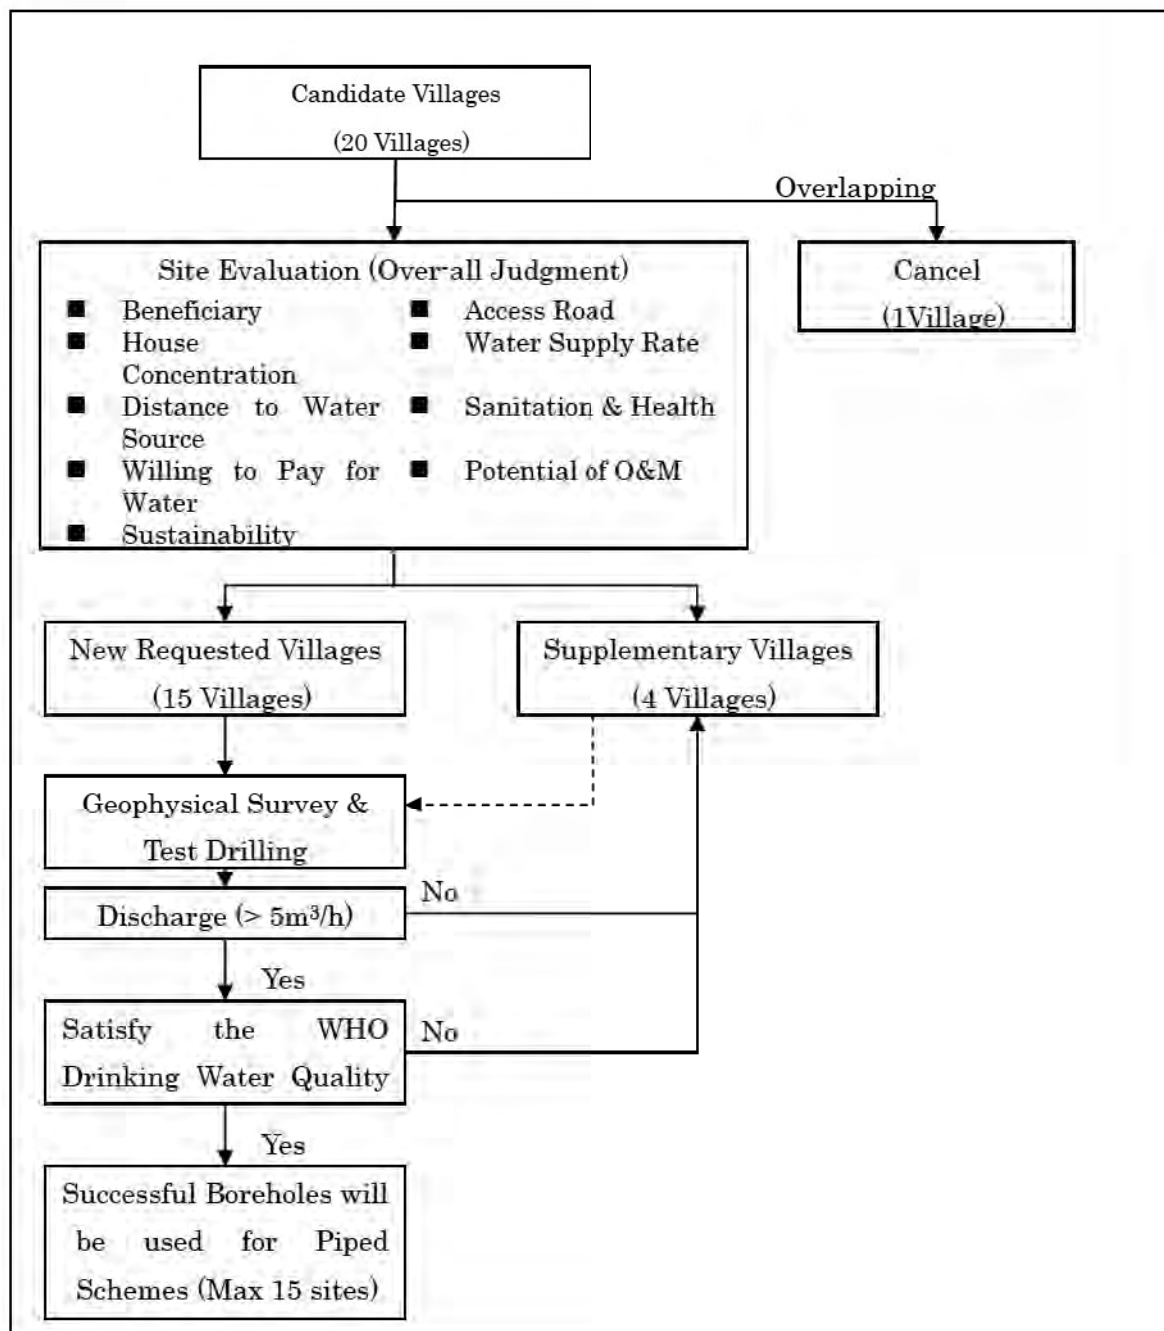 Candidate Villages
(20 Villages)
Overlapping
Site Evaluation (Over-all Judgment)
■ Beneficiary
■ House
Concentration
■ Distance to Water
Source
■ Willing to Pay for
Water
■ Sustainability
■ Access Road
■ Water Supply Rate
■ Sanitation & Health
■ Potential of O&M
Cancel
(1Village)
New Requested Villages
(15 Villages)
Supplementary Villages
(4 Villages)
Geophysical Survey &
Test Drilling
Discharge (> 5m³/h)
No
Yes
Satisfy the WHO
Drinking Water Quality
No
Yes
Successful Boreholes will
be used for Piped
Schemes (Max 15 sites)